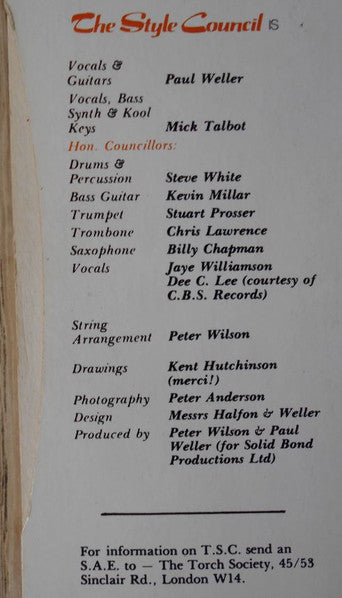 The Style Council IS
Vocals &
Guitars Paul Weller
Vocals, Bass
Synth & Kool
Keys Mick Talbot
Hon. Councillors:
Drums &
Percussion Steve White
Bass Guitar Kevin Millar
Trumpet Stuart Prosser
Trombone Chris Lawrence
Saxophone Billy Chapman
Vocals Jaye Williamson
Dee C. Lee (courtesy of
C.B.S. Records)
String
Arrangement Peter Wilson
Drawings Kent Hutchinson
(merci!)
Photography Peter Anderson
Design Messrs Halfon & Weller
Produced by Peter Wilson & Paul
Weller (for Solid Bond
Productions Ltd)
For information on T.S.C. send an
S.A.E. to — The Torch Society, 45/53
Sinclair Rd., London W14.